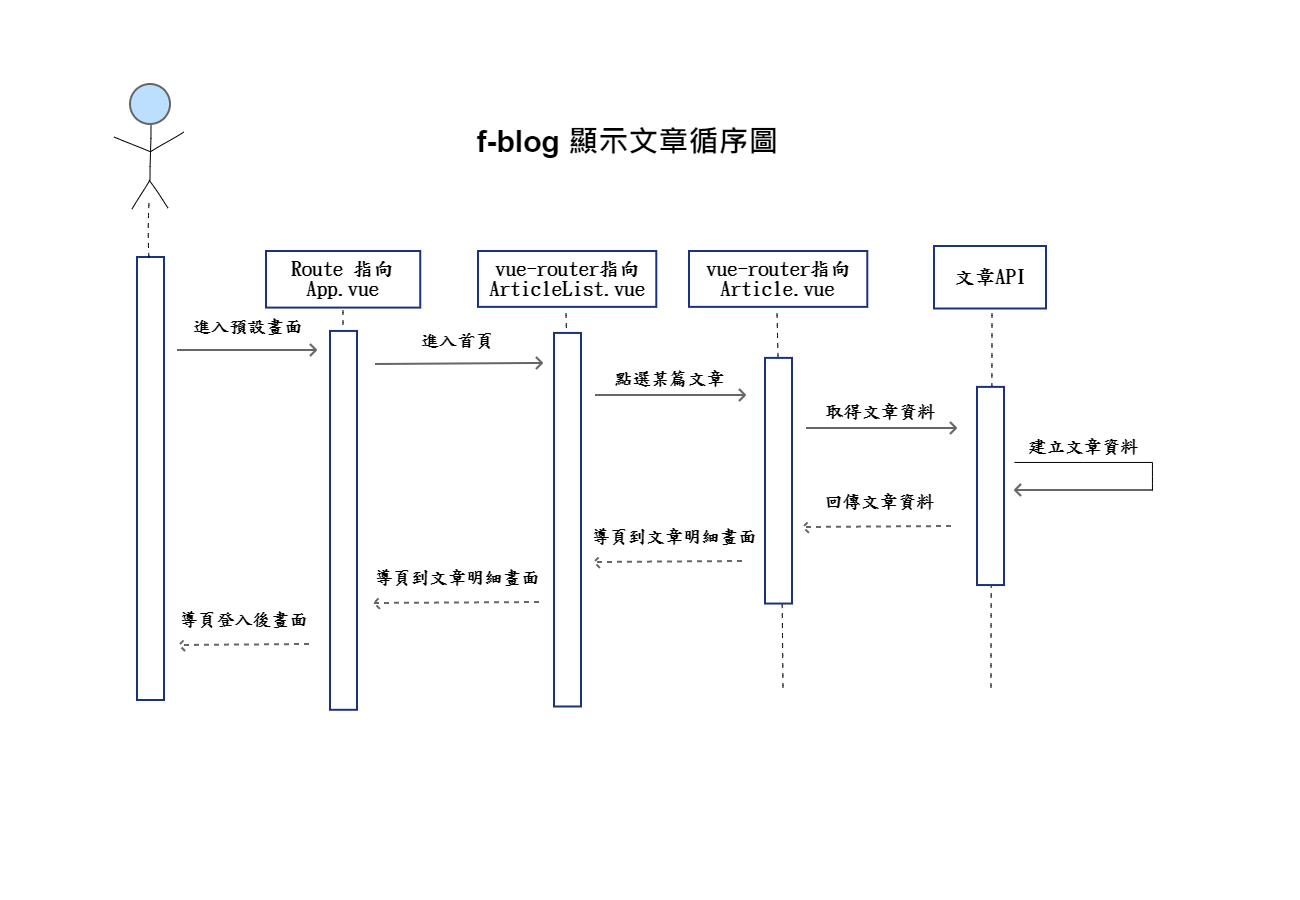 f-blog 顯示文章循序圖
Route 指向
App.vue
vue-router指向
ArticleList.vue
vue-router指向
Article.vue
文章API
進入預設畫面
進入首頁
點選某篇文章
取得文章資料
建立文章資料
回傳文章資料
導頁到文章明細畫面
導頁到文章明細畫面
導頁登入後畫面